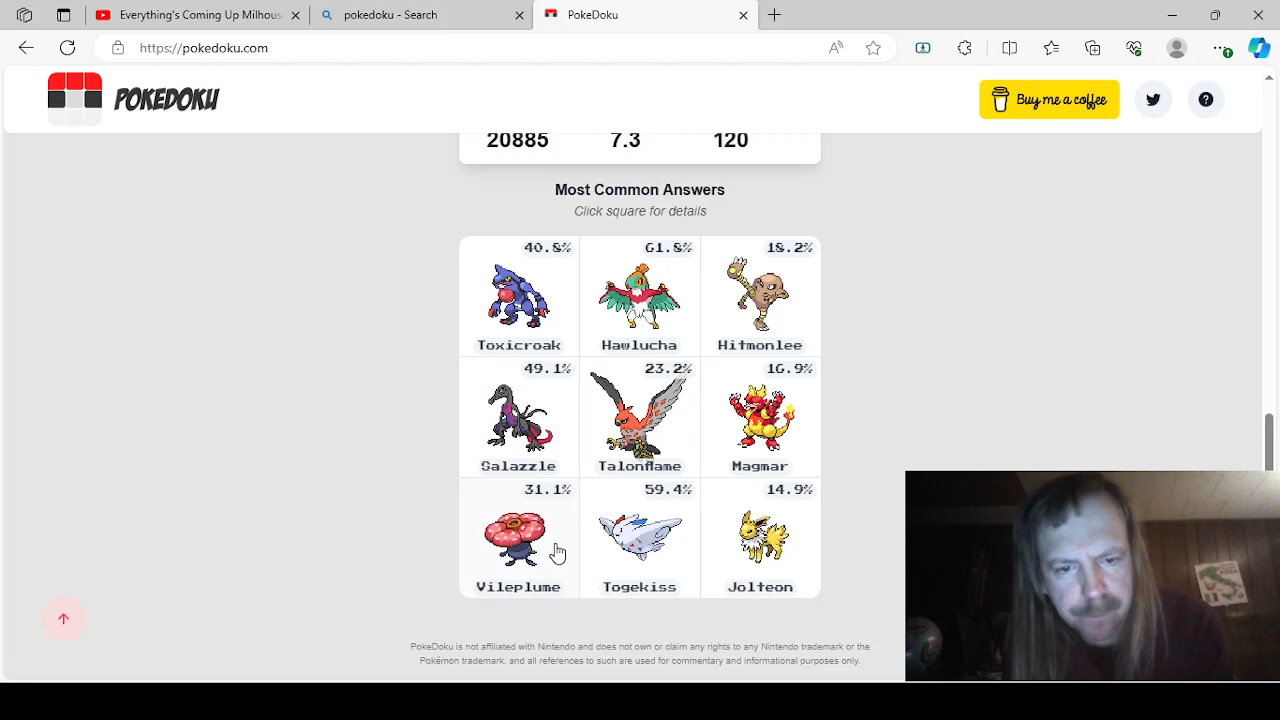 Everything's Coming Up Milhous
pokedoku - Search
PokeDoku
https://pokedoku.com
POKEDOKU
Buy me a coffee
20885 7.3 120
Most Common Answers
Click square for details
40.8% 61.8% 18.2%
Toxicroak Hawlucha Hitmonlee
49.1% 23.2% 16.9%
Salazzle Talonflame Magmar
31.1% 59.4% 14.9%
Vileplume Togekiss Jolteon
PokeDoku is not affiliated with Nintendo and does not own or claim any rights to any Nintendo trademark or the
Pokémon trademark, and all references to such are used for commentary and informational purposes only.